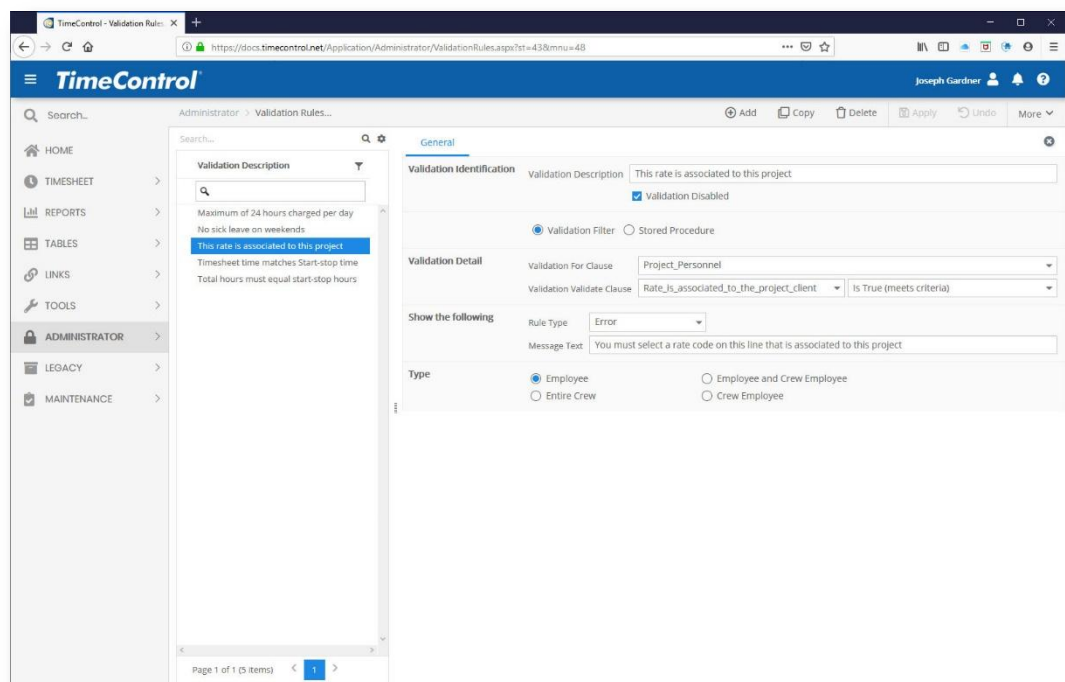 TimeControl - Validation Rules
https://docs.timecontrol.net/Application/Administrator/ValidationRules.aspx?st=43&mnu=48
TimeControl
Joseph Gardner
Search...
Administrator > Validation Rules...
Add Copy Delete Apply Undo More
HOME
TIMESHEET
REPORTS
TABLES
LINKS
TOOLS
ADMINISTRATOR
LEGACY
MAINTENANCE
Search...
Validation Description
Maximum of 24 hours charged per day
No sick leave on weekends
This rate is associated to this project
Timesheet time matches Start-stop time
Total hours must equal start-stop hours
Page 1 of 1 (5 items) < 1 >
General
Validation Identification Validation Description This rate is associated to this project
Validation Disabled
Validation Filter Stored Procedure
Validation Detail Validation For Clause Project_Personnel
Validation Validate Clause Rate_is_associated_to_the_project_client Is True (meets criteria)
Show the following Rule Type Error
Message Text You must select a rate code on this line that is associated to this project
Type Employee Employee and Crew Employee
Entire Crew Crew Employee